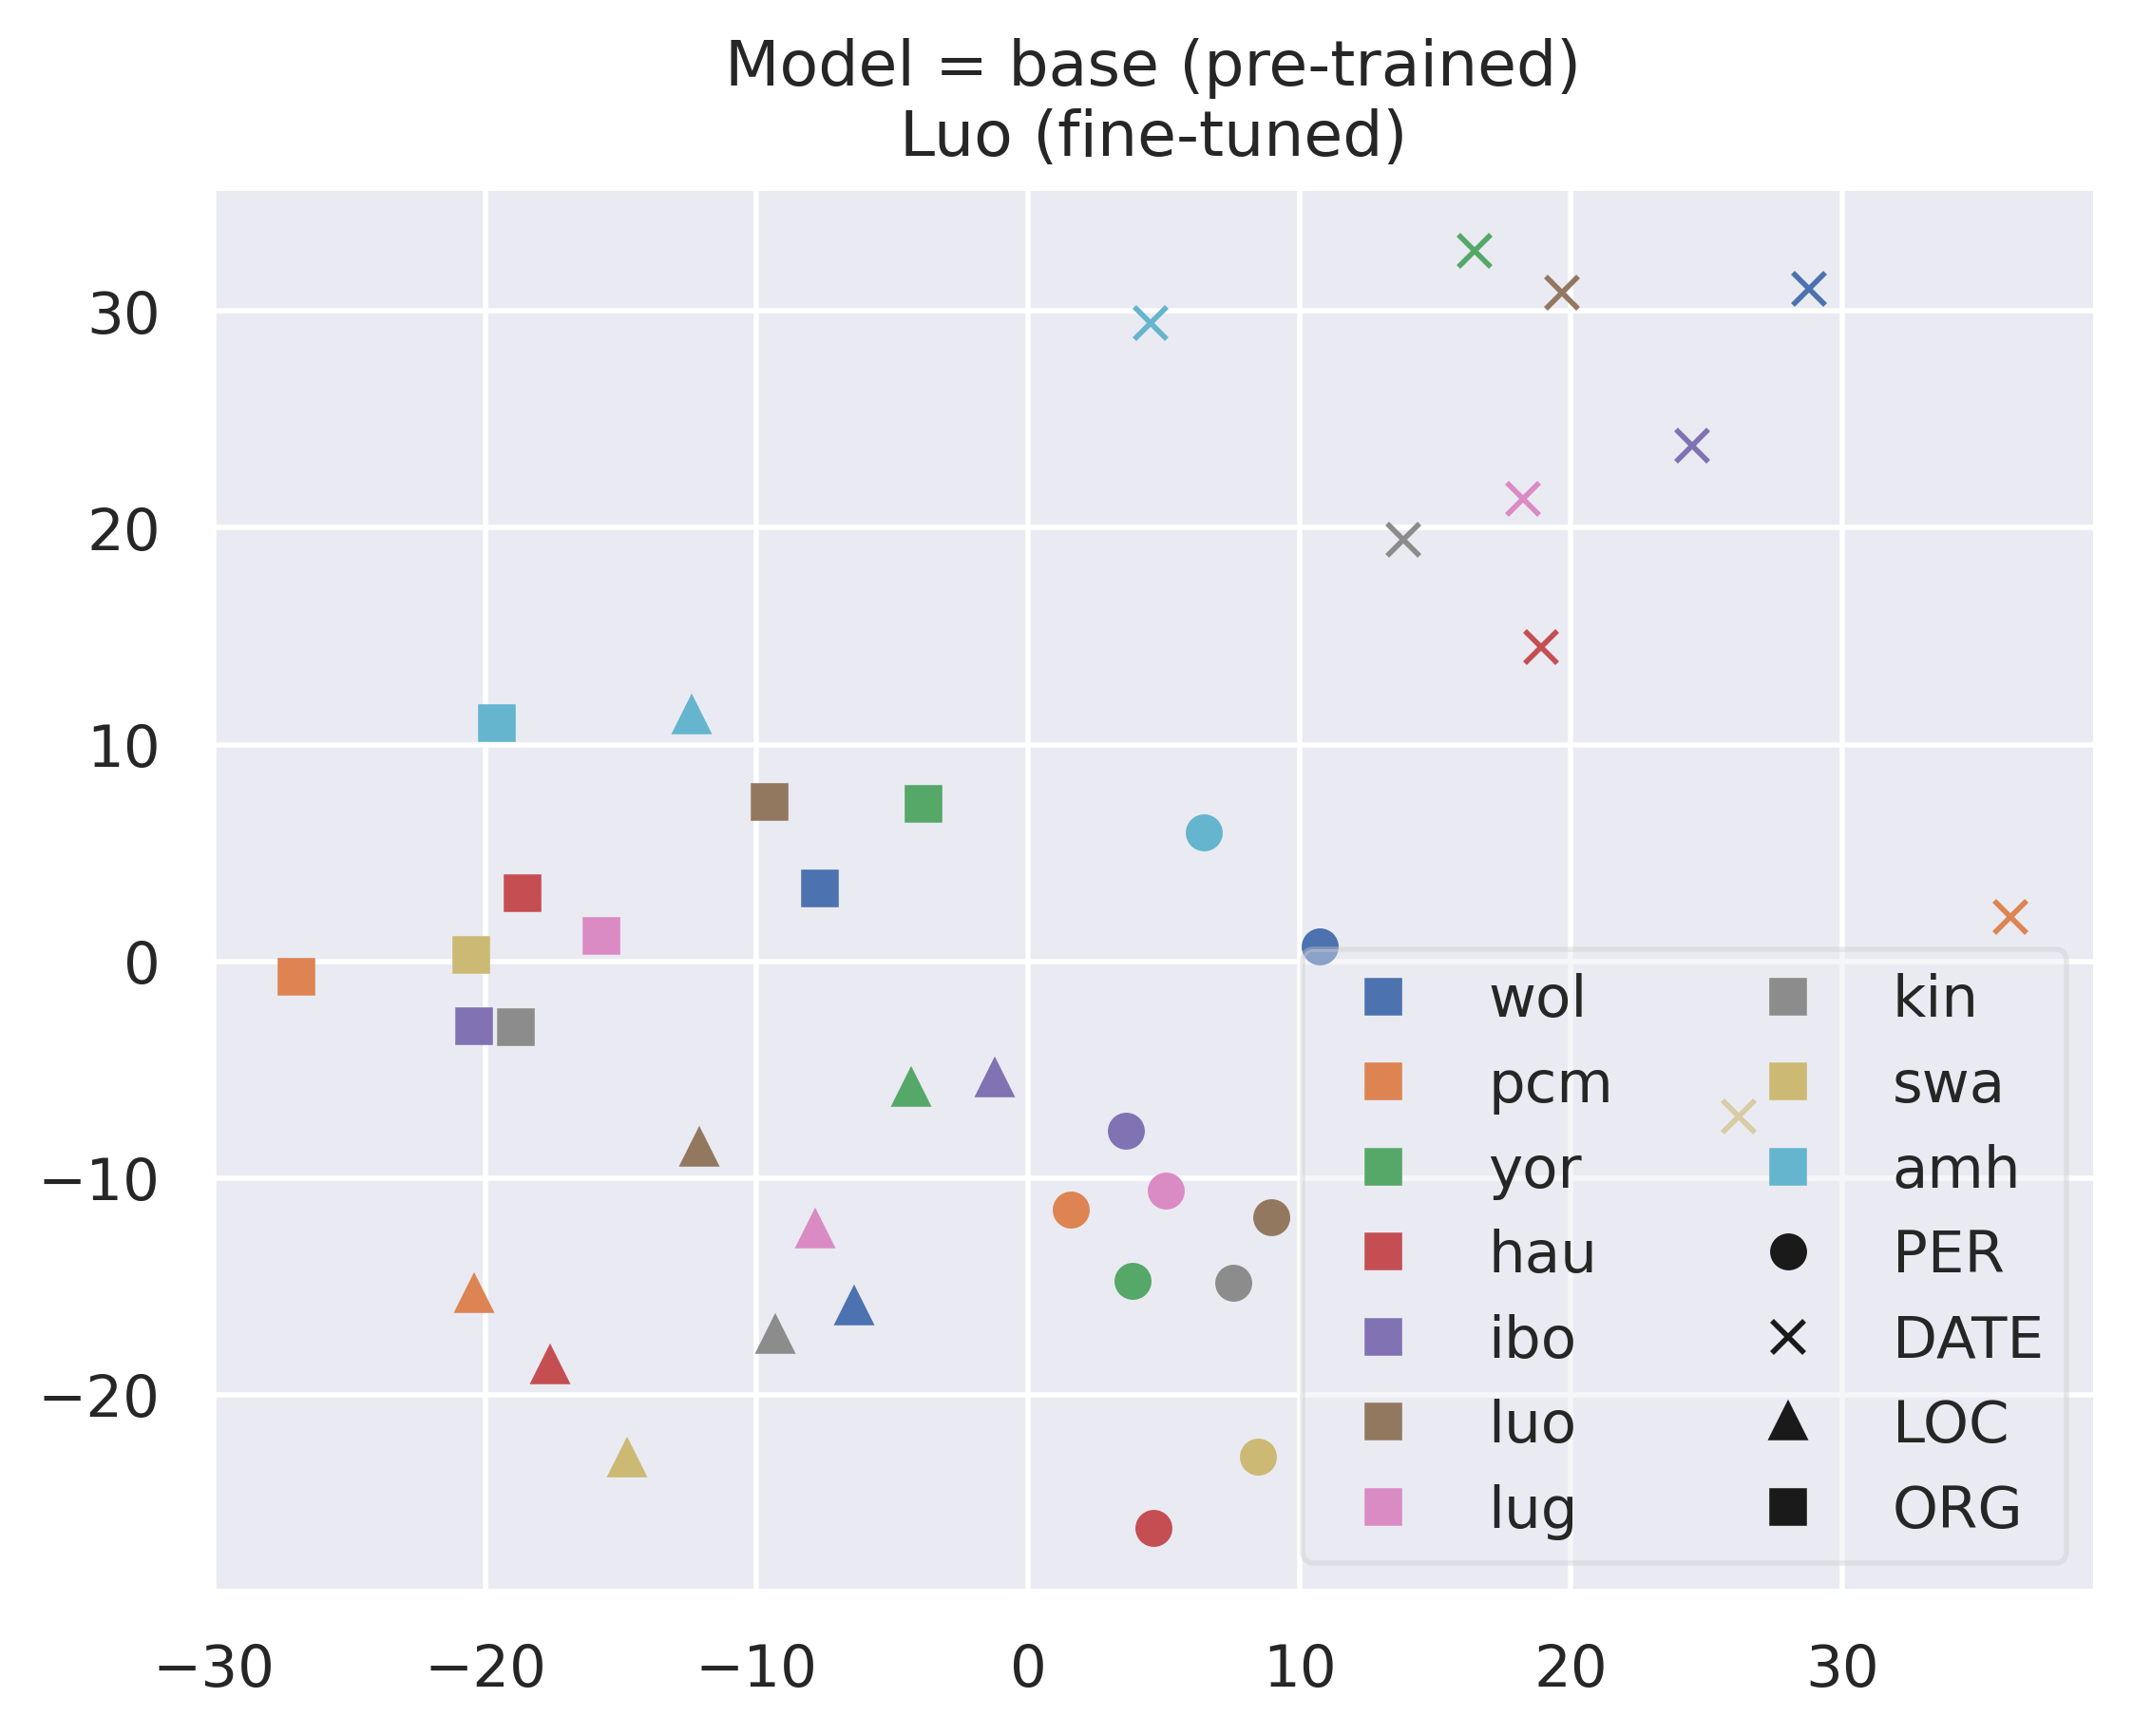 Model = base (pre-trained)
Luo (fine-tuned)
30
20
10
0
−10
−20
−30
−20
−10
0
10
20
30
wol
pcm
yor
hau
ibo
luo
lug
kin
swa
amh
PER
DATE
LOC
ORG